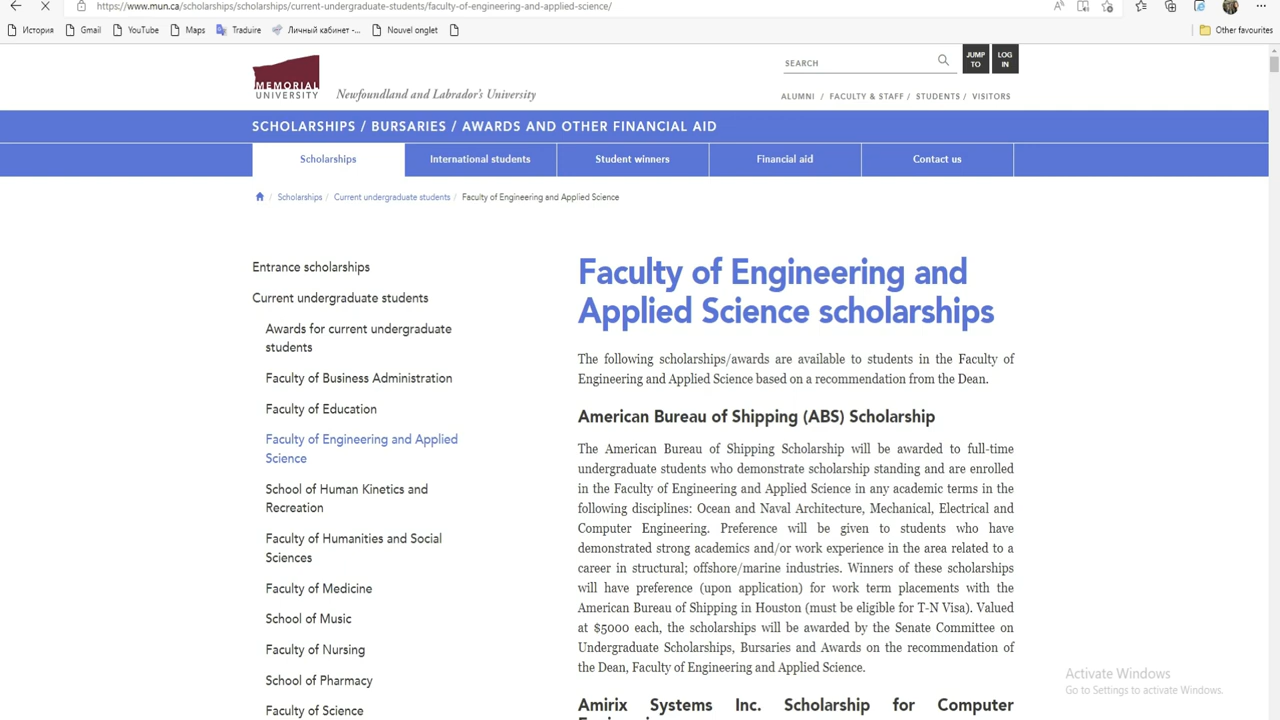 https://www.mun.ca/scholarships/scholarships/current-undergraduate-students/faculty-of-engineering-and-applied-science/
История Gmail YouTube Maps Traduire Личный кабинет -... Nouvel onglet Other favourites
SEARCH
JUMP TO
LOG IN
MEMORIAL
UNIVERSITY
Newfoundland and Labrador's University
ALUMNI / FACULTY & STAFF / STUDENTS / VISITORS
SCHOLARSHIPS / BURSARIES / AWARDS AND OTHER FINANCIAL AID
Scholarships International students Student winners Financial aid Contact us
/ Scholarships / Current undergraduate students / Faculty of Engineering and Applied Science
Entrance scholarships
Current undergraduate students
Awards for current undergraduate
students
Faculty of Business Administration
Faculty of Education
Faculty of Engineering and Applied
Science
School of Human Kinetics and
Recreation
Faculty of Humanities and Social
Sciences
Faculty of Medicine
School of Music
Faculty of Nursing
School of Pharmacy
Faculty of Science
Faculty of Engineering and
Applied Science scholarships
The following scholarships/awards are available to students in the Faculty of
Engineering and Applied Science based on a recommendation from the Dean.
American Bureau of Shipping (ABS) Scholarship
The American Bureau of Shipping Scholarship will be awarded to full-time
undergraduate students who demonstrate scholarship standing and are enrolled
in the Faculty of Engineering and Applied Science in any academic terms in the
following disciplines: Ocean and Naval Architecture, Mechanical, Electrical and
Computer Engineering. Preference will be given to students who have
demonstrated strong academics and/or work experience in the area related to a
career in structural; offshore/marine industries. Winners of these scholarships
will have preference (upon application) for work term placements with the
American Bureau of Shipping in Houston (must be eligible for T-N Visa). Valued
at $5000 each, the scholarships will be awarded by the Senate Committee on
Undergraduate Scholarships, Bursaries and Awards on the recommendation of
the Dean, Faculty of Engineering and Applied Science.
Amirix Systems Inc. Scholarship for Computer
Activate Windows
Go to Settings to activate Windows.